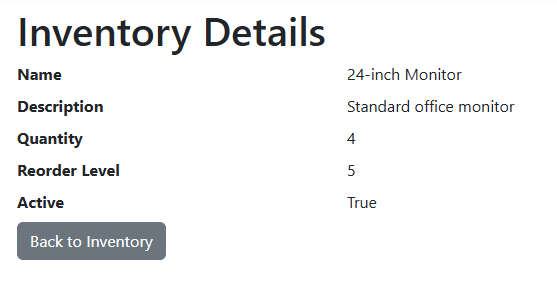 Inventory Details
Name 24-inch Monitor
Description Standard office monitor
Quantity 4
Reorder Level 5
Active True
Back to Inventory